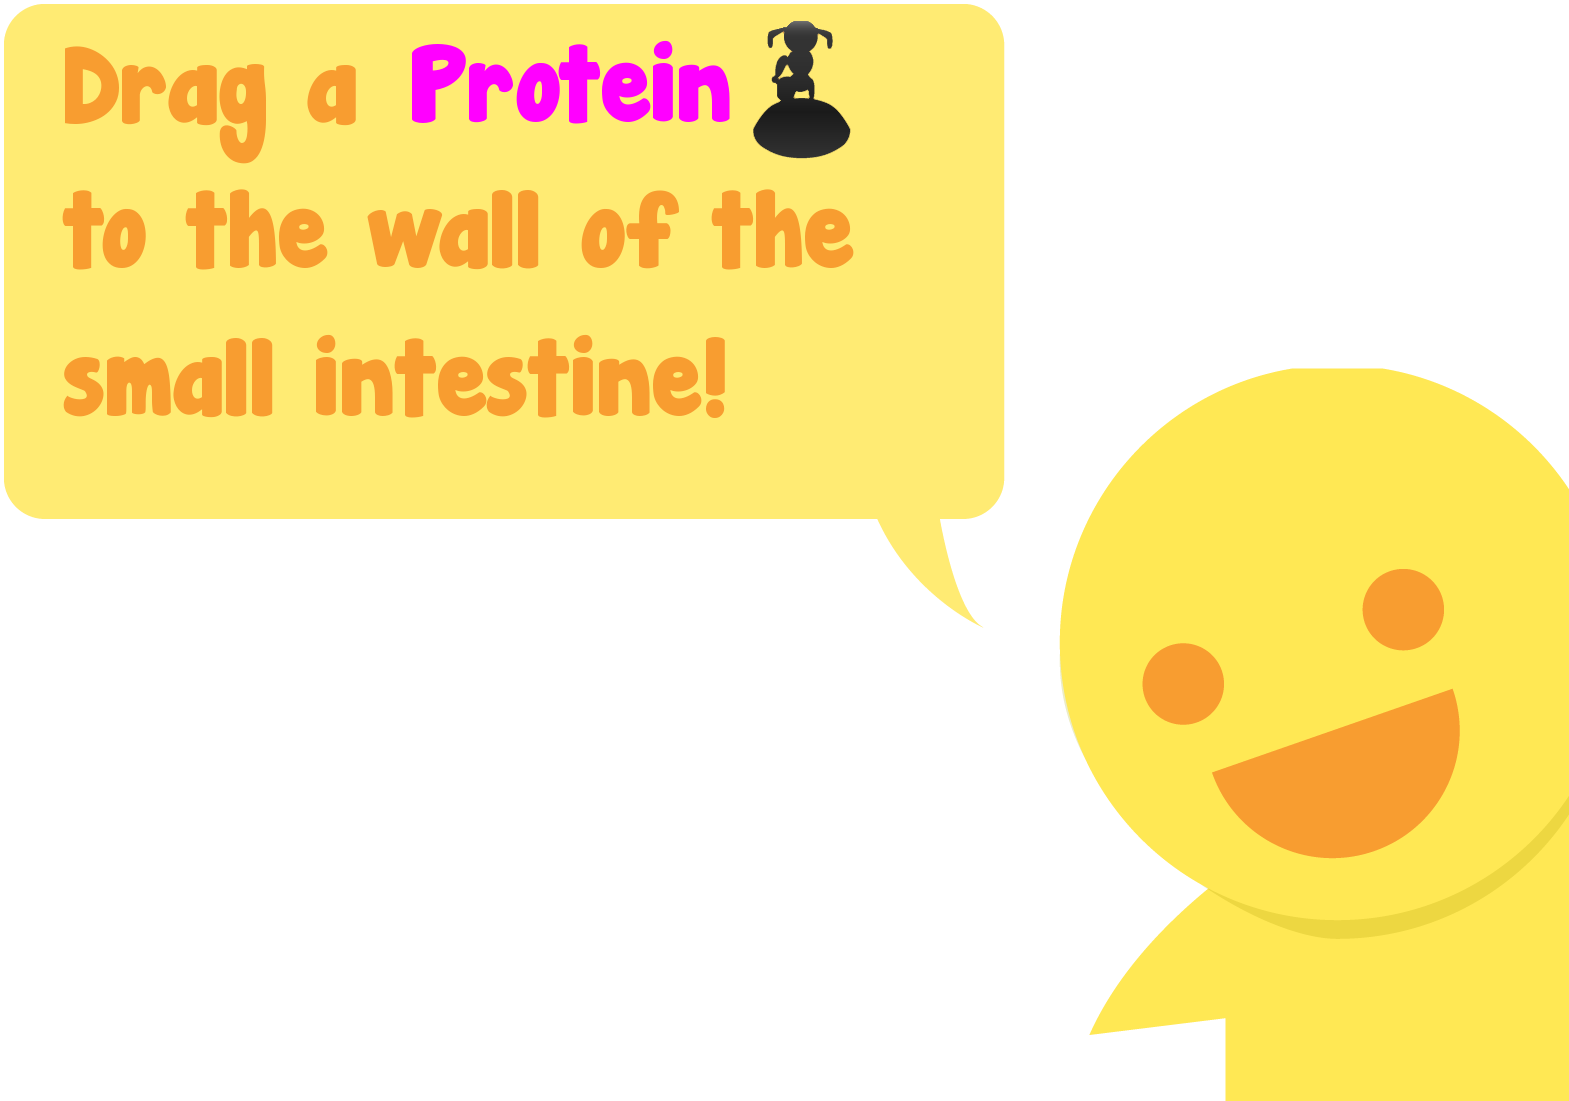 Drag a Protein
to the wall of the
small intestine!